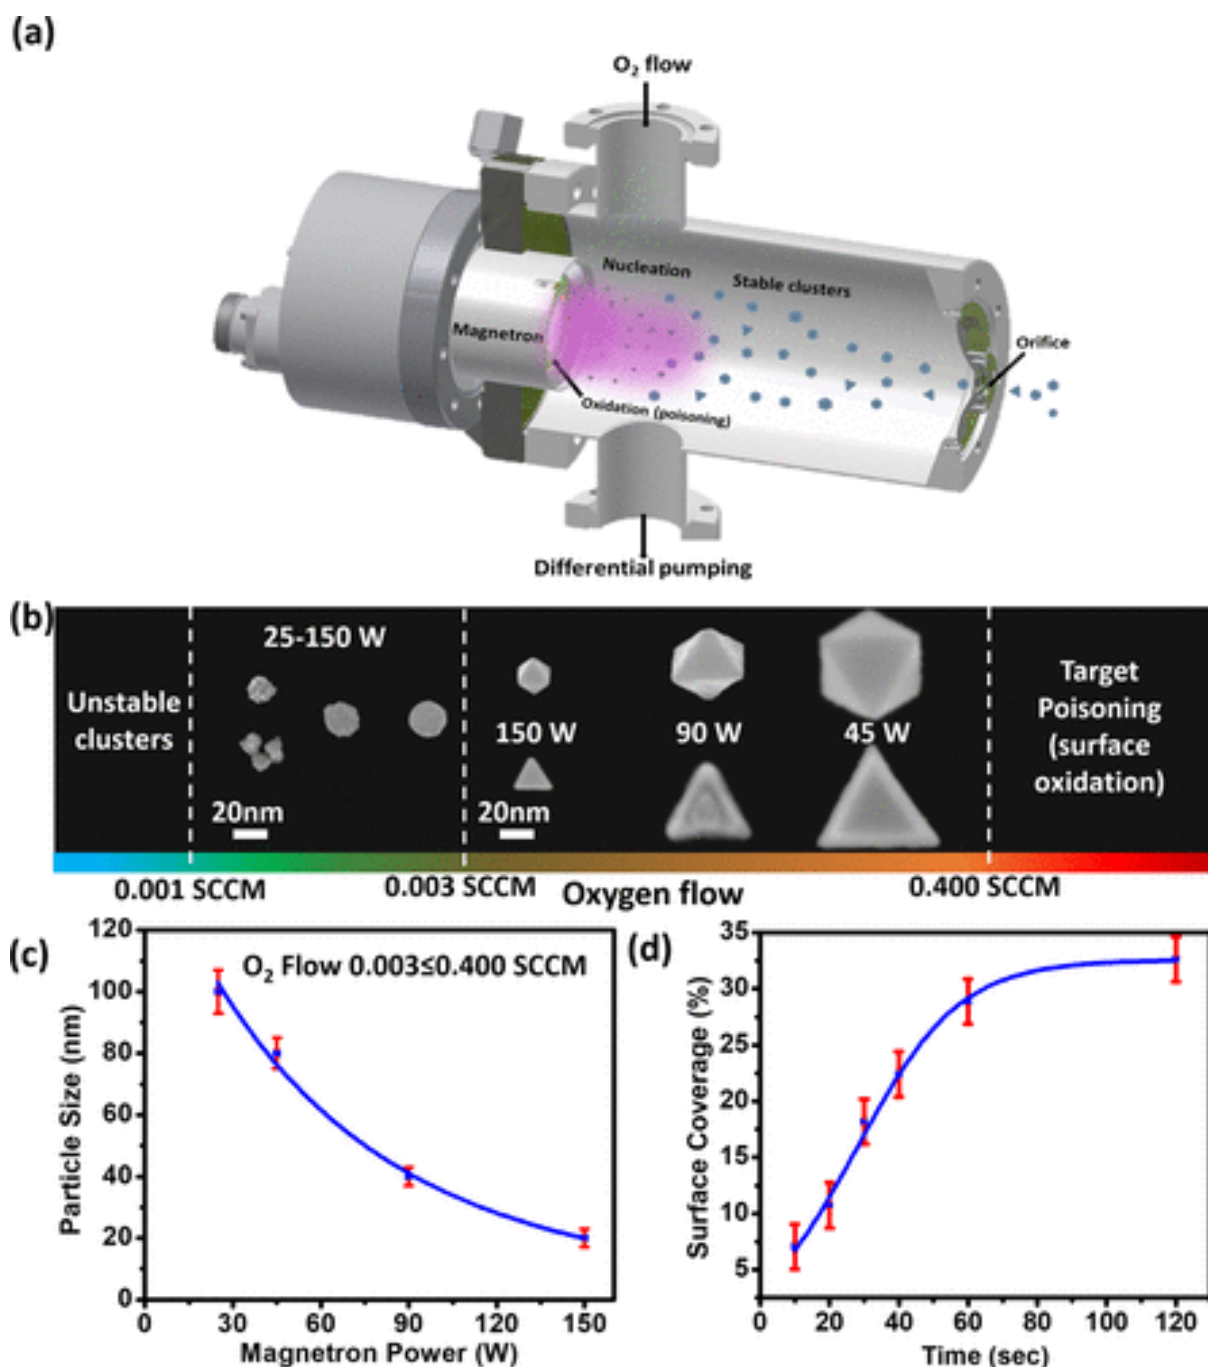 (a)
O₂ flow
Nucleation
Stable clusters
Magnetron
Orifice
Oxidation (poisoning)
Differential pumping
(b)
Unstable
clusters
25-150 W
20nm
150 W
90 W
45 W
20nm
Target
Poisoning
(surface
oxidation)
0.001 SCCM
0.003 SCCM
Oxygen flow
0.400 SCCM
(c)
O₂ Flow 0.003≤0.400 SCCM
Particle Size (nm)
120
100
80
60
40
20
0
0
30
60
90
120
150
Magnetron Power (W)
(d)
Surface Coverage (%)
35
30
25
20
15
10
5
0
20
40
60
80
100
120
Time (sec)